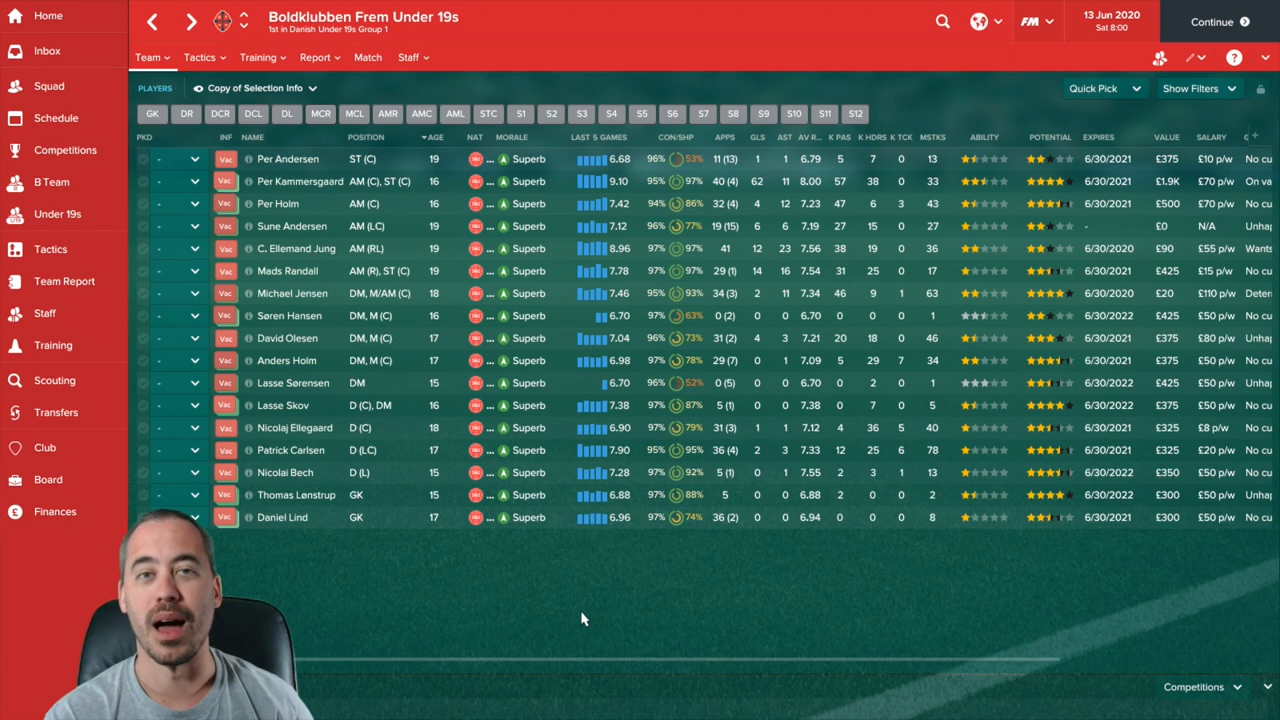 Home
Inbox
Squad
Schedule
Competitions
B Team
Under 19s
Tactics
Team Report
Staff
Training
Scouting
Transfers
Club
Board
Finances
Boldklubben Frem Under 19s
1st in Danish Under 19s Group 1
FM
13 Jun 2020
Sat 8:00
Continue
Team Tactics Training Report Match Staff
PLAYERS Copy of Selection Info Quick Pick Show Filters
GK DR DCR DCL DL MCR MCL AMR AMC AML STC S1 S2 S3 S4 S5 S6 S7 S8 S9 S10 S11 S12
PKD INF NAME POSITION AGE NAT MORALE LAST 5 GAMES CON/SHP APPS GLS AST AV R... K PAS K HDRS K TCK MSTKS ABILITY POTENTIAL EXPIRES VALUE SALARY
- Vac Per Andersen ST (C) 19 ... Superb 6.68 96% 53% 11 (13) 1 1 6.79 5 7 0 13 6/30/2021 £375 £10 p/w No cu
- Vac Per Kammersgaard AM (C), ST (C) 16 ... Superb 9.10 95% 97% 40 (4) 62 11 8.00 57 38 0 33 6/30/2021 £1.9K £70 p/w On va
- Vac Per Holm AM (C) 16 ... Superb 7.42 94% 86% 32 (4) 4 12 7.23 47 6 3 43 6/30/2021 £500 £70 p/w No cu
- Vac Sune Andersen AM (LC) 19 ... Superb 7.12 96% 77% 19 (15) 6 6 7.19 27 15 0 27 - £0 N/A Unhap
- Vac C. Ellemand Jung AM (RL) 19 ... Superb 8.96 97% 97% 41 12 23 7.56 38 19 0 36 6/30/2020 £90 £55 p/w Wants
- Vac Mads Randall AM (R), ST (C) 19 ... Superb 7.78 97% 97% 29 (1) 14 16 7.54 31 25 0 17 6/30/2021 £425 £15 p/w No cu
- Vac Michael Jensen DM, M/AM (C) 18 ... Superb 7.46 95% 93% 34 (3) 2 11 7.34 46 9 1 63 6/30/2020 £20 £110 p/w Deter
- Vac Søren Hansen DM, M (C) 16 ... Superb 6.70 96% 63% 0 (2) 0 0 6.70 0 0 0 1 6/30/2022 £425 £50 p/w No cu
- Vac David Olesen DM, M (C) 17 ... Superb 7.04 96% 73% 31 (2) 4 3 7.21 20 18 0 46 6/30/2021 £375 £80 p/w Unhap
- Vac Anders Holm DM, M (C) 17 ... Superb 6.98 97% 78% 29 (7) 0 1 7.09 5 29 7 34 6/30/2021 £375 £50 p/w No cu
- Vac Lasse Sørensen DM 15 ... Superb 6.70 96% 52% 0 (5) 0 0 6.70 0 2 0 1 6/30/2022 £425 £50 p/w Unhap
- Vac Lasse Skov D (C), DM 16 ... Superb 7.38 97% 87% 5 (1) 0 0 7.38 0 7 0 5 6/30/2022 £375 £50 p/w No cu
- Vac Nicolaj Ellegaard D (C) 18 ... Superb 6.90 97% 79% 31 (3) 1 1 7.12 4 36 5 40 6/30/2021 £325 £8 p/w No cu
- Vac Patrick Carlsen D (LC) 17 ... Superb 7.90 95% 95% 36 (4) 2 3 7.33 12 25 6 78 6/30/2021 £325 £20 p/w No cu
- Vac Nicolai Bech D (L) 15 ... Superb 7.28 97% 92% 5 (1) 0 1 7.55 2 3 1 13 6/30/2022 £350 £50 p/w No cu
- Vac Thomas Lønstrup GK 15 ... Superb 6.88 97% 88% 5 0 0 6.88 2 0 0 2 6/30/2022 £300 £50 p/w Unhap
- Vac Daniel Lind GK 17 ... Superb 6.96 97% 74% 36 (2) 0 0 6.94 0 0 0 8 6/30/2021 £300 £50 p/w No cu
Competitions